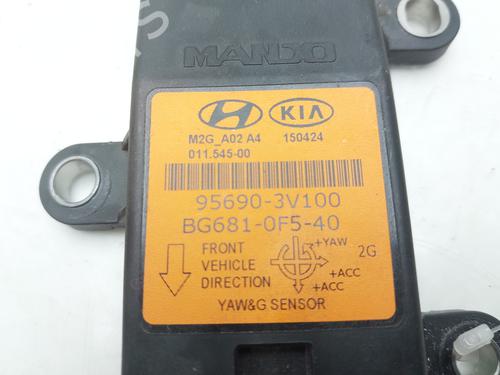 MANDO
HYUNDAI KIA
M2G_A02 A4 150424
011.545-00
95690-3V100
BG681-0F5-40
FRONT
VEHICLE
DIRECTION
+YAW
2G
+ACC
+ACC
YAW&G SENSOR